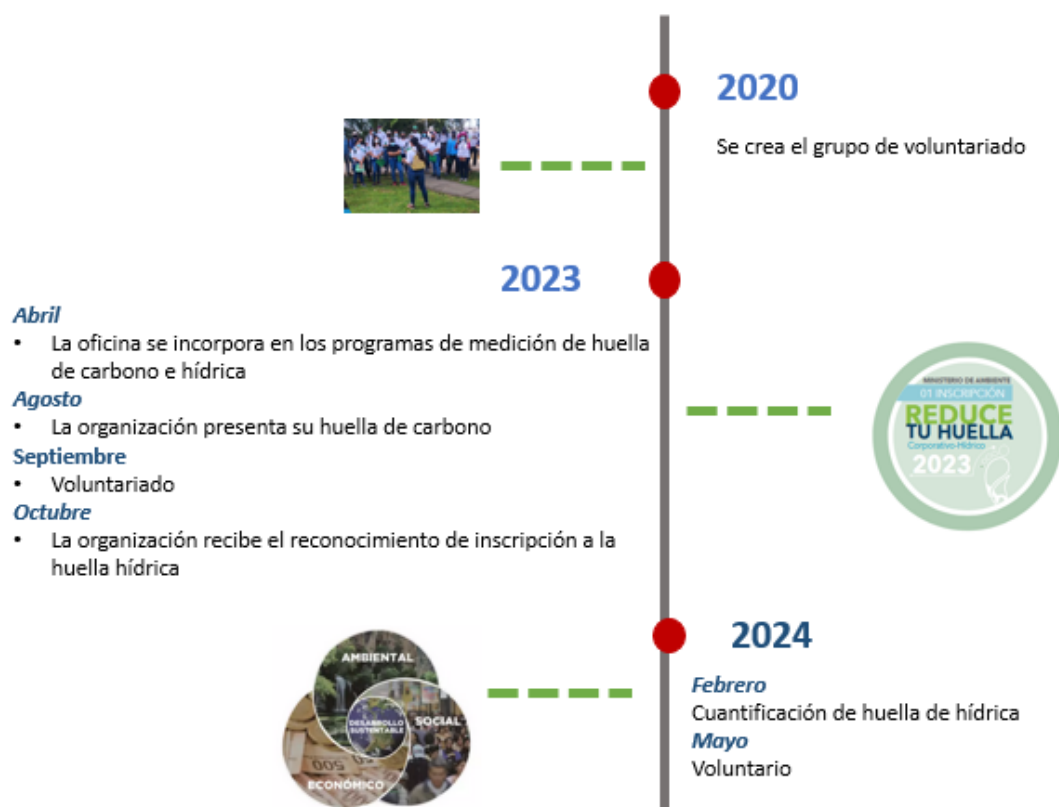 2020
Se crea el grupo de voluntariado
2023
Abril
• La oficina se incorpora en los programas de medición de huella
de carbono e hídrica
Agosto
• La organización presenta su huella de carbono
Septiembre
• Voluntariado
Octubre
• La organización recibe el reconocimiento de inscripción a la
huella hídrica
MINISTERIO DE AMBIENTE
01 INSCRIPCIÓN
REDUCE
TU HUELLA
Corporativo-Hídrico
2023
2024
Febrero
Cuantificación de huella de hídrica
Mayo
Voluntario
AMBIENTAL
DESARROLLO
SUSTENTABLE
SOCIAL
ECONÓMICO
500